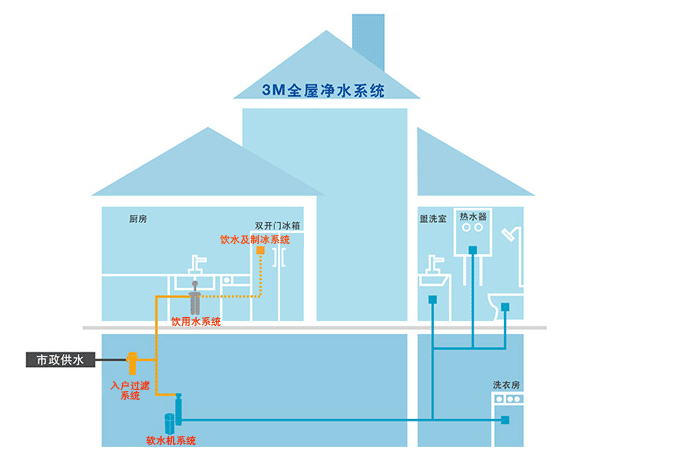 3M全屋净水系统
厨房
双开门冰箱
饮水及制冰系统
盥洗室
热水器
饮用水系统
市政供水
入户过滤
系统
洗衣房
软水机系统